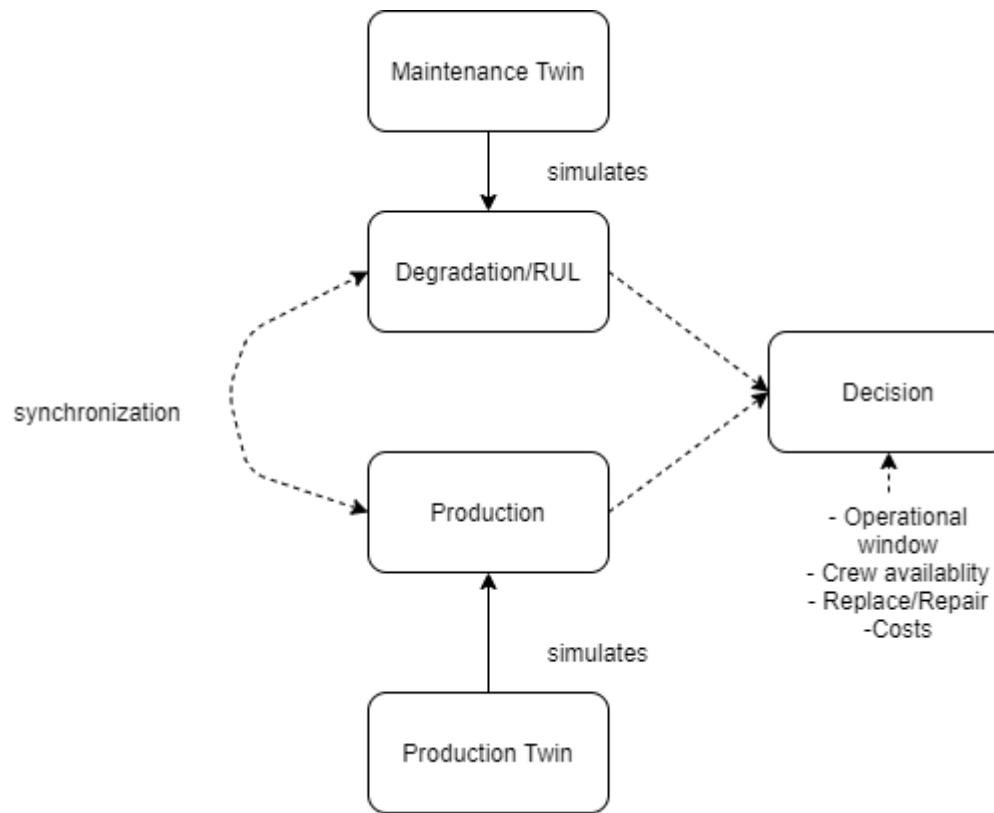 Maintenance Twin
simulates
Degradation/RUL
synchronization
Decision
Production
- Operational
window
- Crew availablity
- Replace/Repair
-Costs
simulates
Production Twin